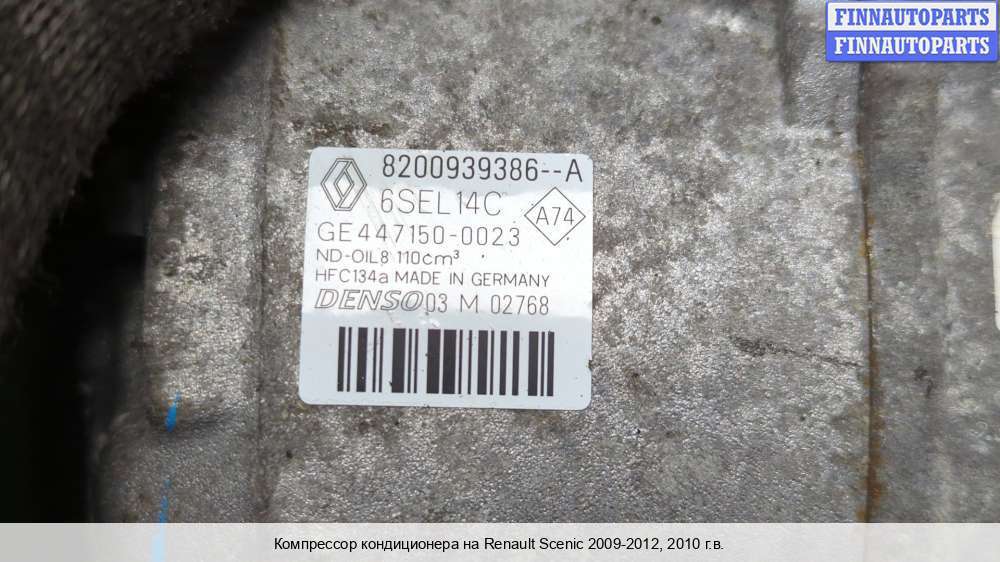 FINNAUTOPARTS
FINNAUTOPARTS
8200939386--A
6SEL14C
A74
GE447150-0023
ND-OIL8 110cm³
HFC134a MADE IN GERMANY
DENSO 03 M 02768
Компрессор кондиционера на Renault Scenic 2009-2012, 2010 г.в.